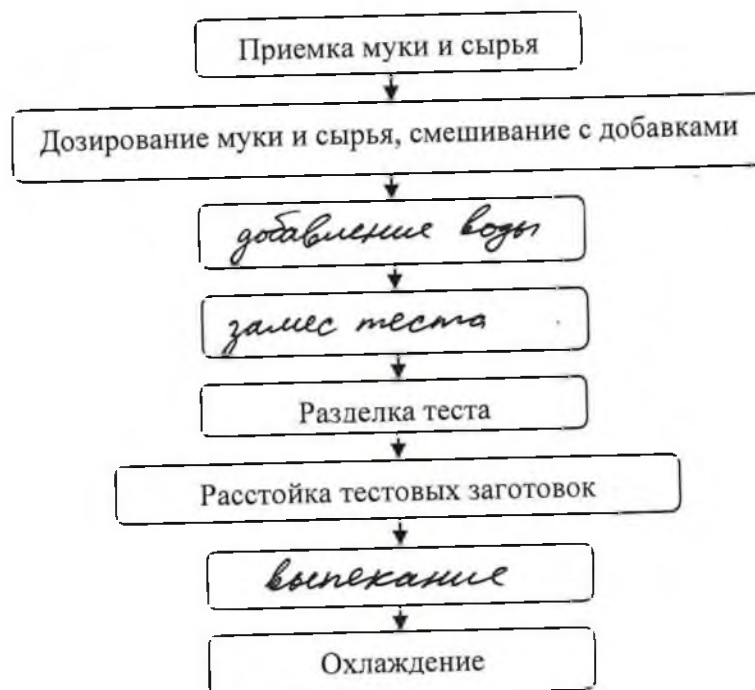 Приемка муки и сырья
Дозирование муки и сырья, смешивание с добавками
добавление воды
замес теста
Разделка теста
Расстойка тестовых заготовок
выпекание
Охлаждение